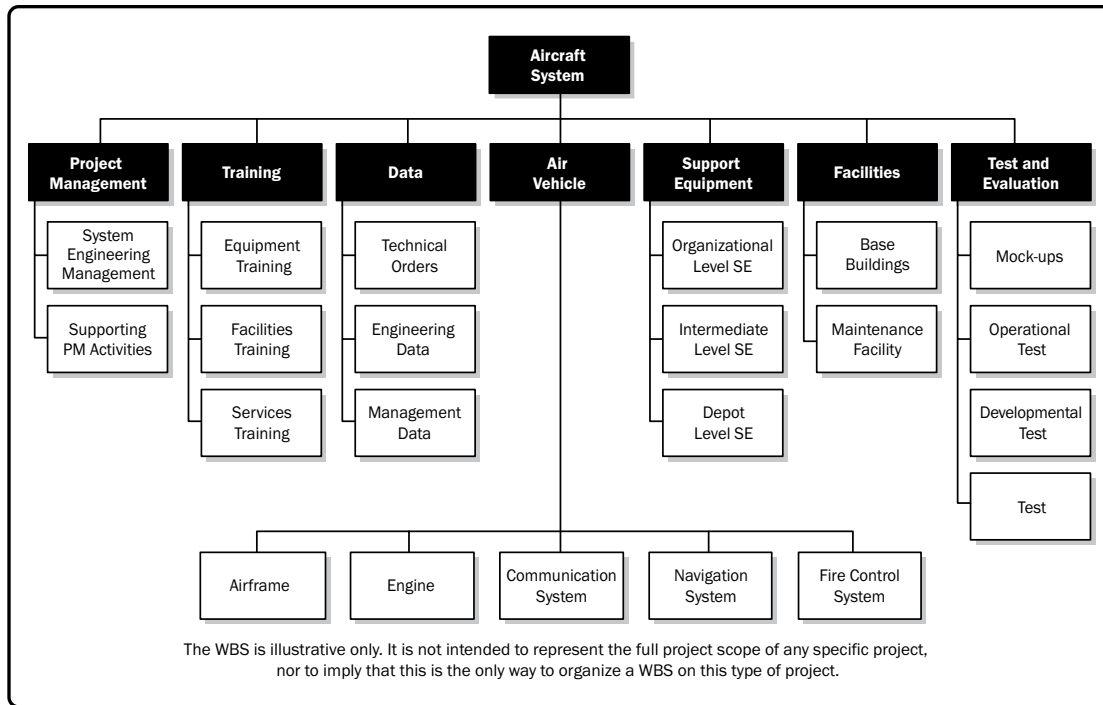 Aircraft
System
Project
Management
Training
Data
Air
Vehicle
Support
Equipment
Facilities
Test and
Evaluation
System
Engineering
Management
Supporting
PM Activities
Equipment
Training
Facilities
Training
Services
Training
Technical
Orders
Engineering
Data
Management
Data
Organizational
Level SE
Intermediate
Level SE
Depot
Level SE
Base
Buildings
Maintenance
Facility
Mock-ups
Operational
Test
Developmental
Test
Test
Airframe
Engine
Communication
System
Navigation
System
Fire Control
System
The WBS is illustrative only. It is not intended to represent the full project scope of any specific project,
nor to imply that this is the only way to organize a WBS on this type of project.